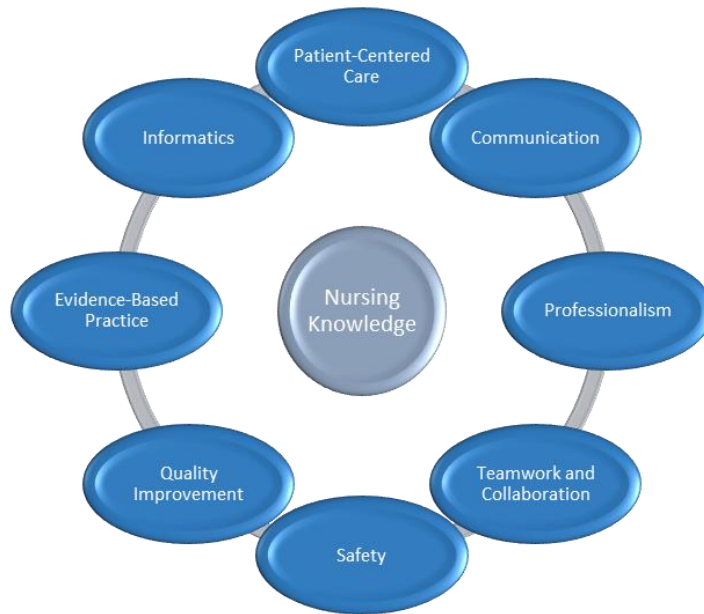 Patient-Centered
Care
Informatics
Communication
Evidence-Based
Practice
Nursing
Knowledge
Professionalism
Quality
Improvement
Teamwork and
Collaboration
Safety